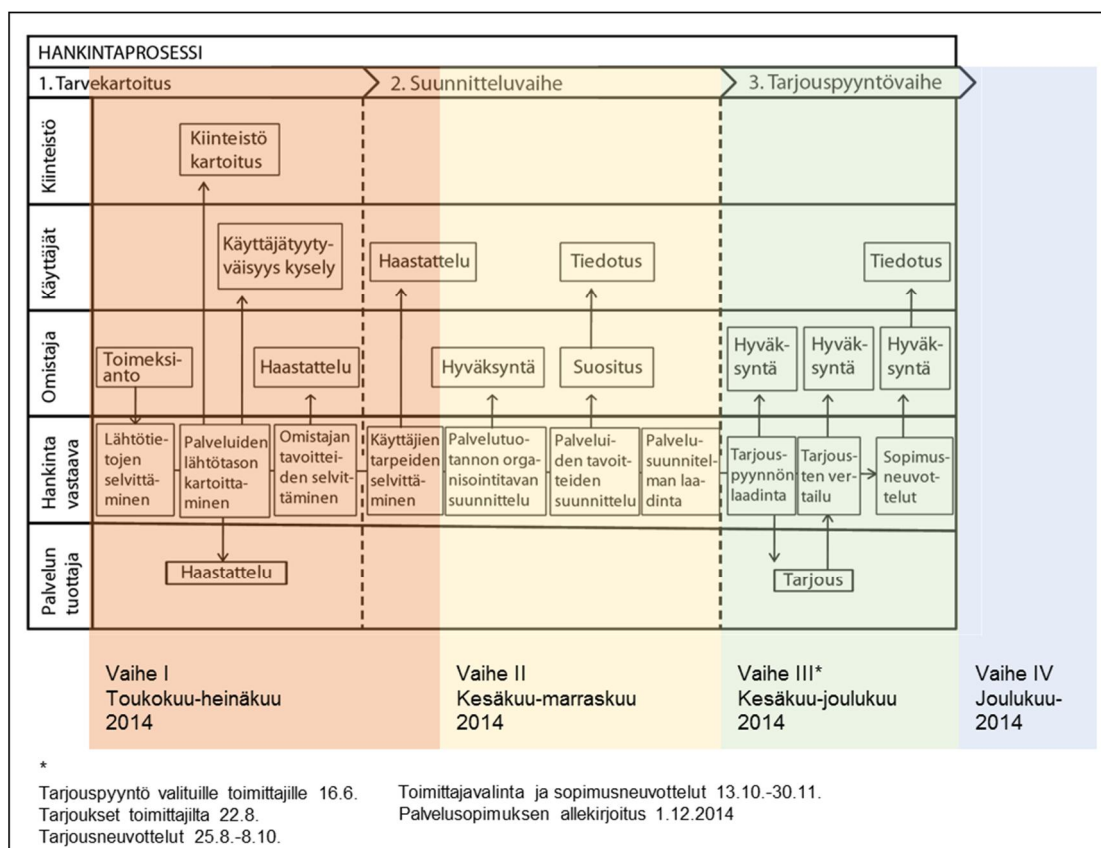 HANKINTAPROSESSI
1. Tarvekartoitus
2. Suunnitteluvaihe
3. Tarjouspyyntövaihe
Kiinteistö
Kiinteistö
kartoitus
Käyttäjät
Käyttäjätyyty-
väisyys kysely
Haastattelu
Tiedotus
Tiedotus
Omistaja
Toimeksi-
anto
Haastattelu
Hyväksyntä
Suositus
Hyväk-
syntä
Hyväk-
syntä
Hyväk-
syntä
Hankinta
vastaava
Lähtötie-
tojen
selvittä-
minen
Palveluiden
lähtötason
kartoitta-
minen
Omistajan
tavoittei-
den selvit-
täminen
Käyttäjien
tarpeiden
selvittä-
minen
Palvelutuo-
tannon orga-
nisointitavan
suunnittelu
Palvelui-
den tavoit-
teiden
suunnittelu
Palvelu-
suunnitel-
man laa-
dinta
Tarjous-
pyynnön
laadinta
Tarjous-
ten ver-
tailu
Sopimus-
neuvot-
telut
Palvelun
tuottaja
Haastattelu
Tarjous
Vaihe I
Toukokuu-heinäkuu
2014
Vaihe II
Kesäkuu-marraskuu
2014
Vaihe III*
Kesäkuu-joulukuu
2014
Vaihe IV
Joulukuu-
2014
*
Tarjouspyyntö valituille toimittajille 16.6.
Tarjoukset toimittajilta 22.8.
Tarjousneuvottelut 25.8.-8.10.
Toimittajavalinta ja sopimusneuvottelut 13.10.-30.11.
Palvelusopimuksen allekirjoitus 1.12.2014